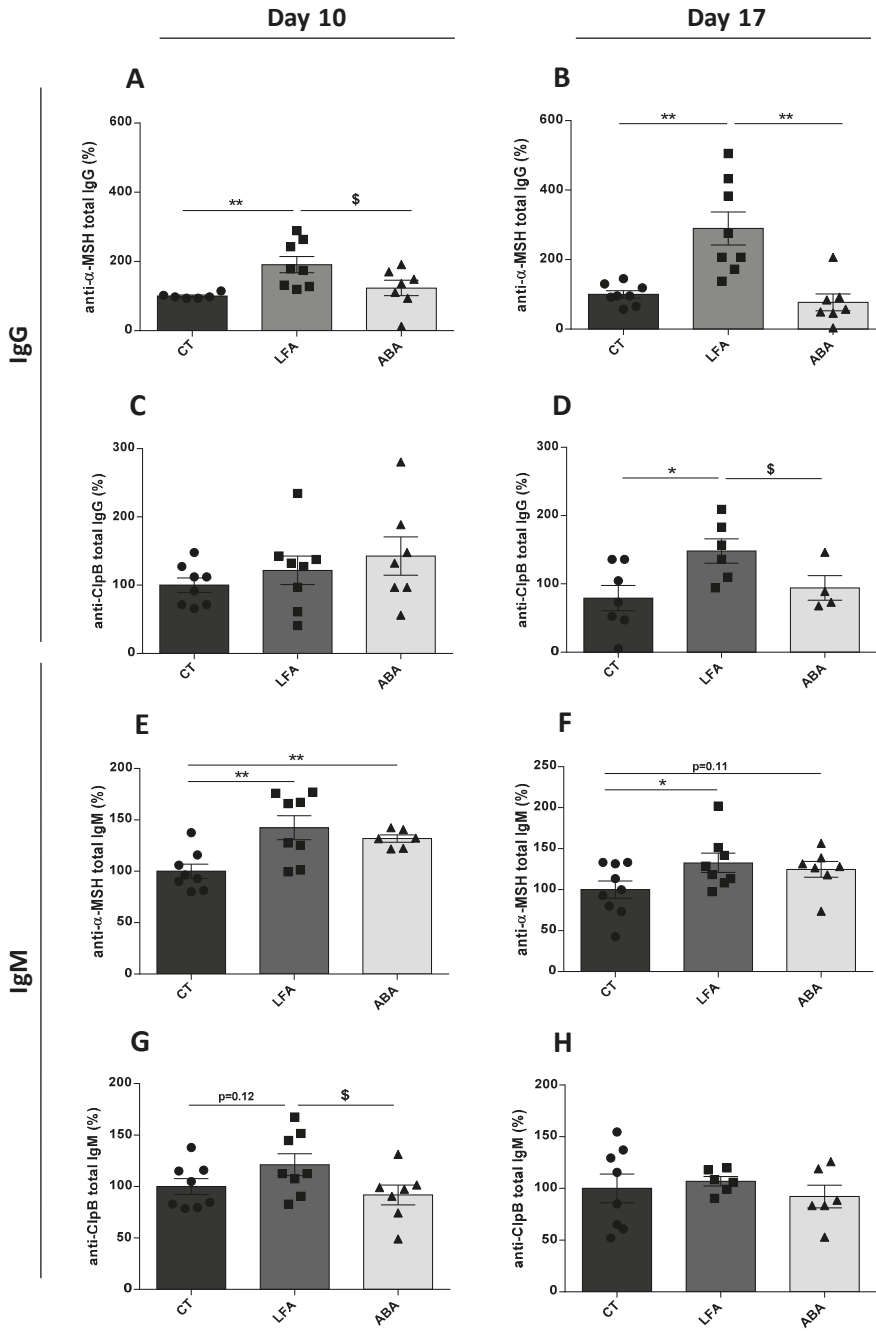 Day 10
Day 17
IgG
IgM
A
anti-α-MSH total IgG (%)
600
400
200
0
**
$
CT
LFA
ABA
B
anti-α-MSH total IgG (%)
600
400
200
0
**
**
CT
LFA
ABA
C
anti-ClpB total IgG (%)
300
200
100
0
CT
LFA
ABA
D
anti-ClpB total IgG (%)
300
200
100
0
*
$
CT
LFA
ABA
E
anti-α-MSH total IgM (%)
200
150
100
50
0
**
**
CT
LFA
ABA
F
anti-α-MSH total IgM (%)
250
200
150
100
50
0
p=0.11
*
CT
LFA
ABA
G
anti-ClpB total IgM (%)
200
150
100
50
0
p=0.12
$
CT
LFA
ABA
H
anti-ClpB total IgM (%)
200
150
100
50
0
CT
LFA
ABA